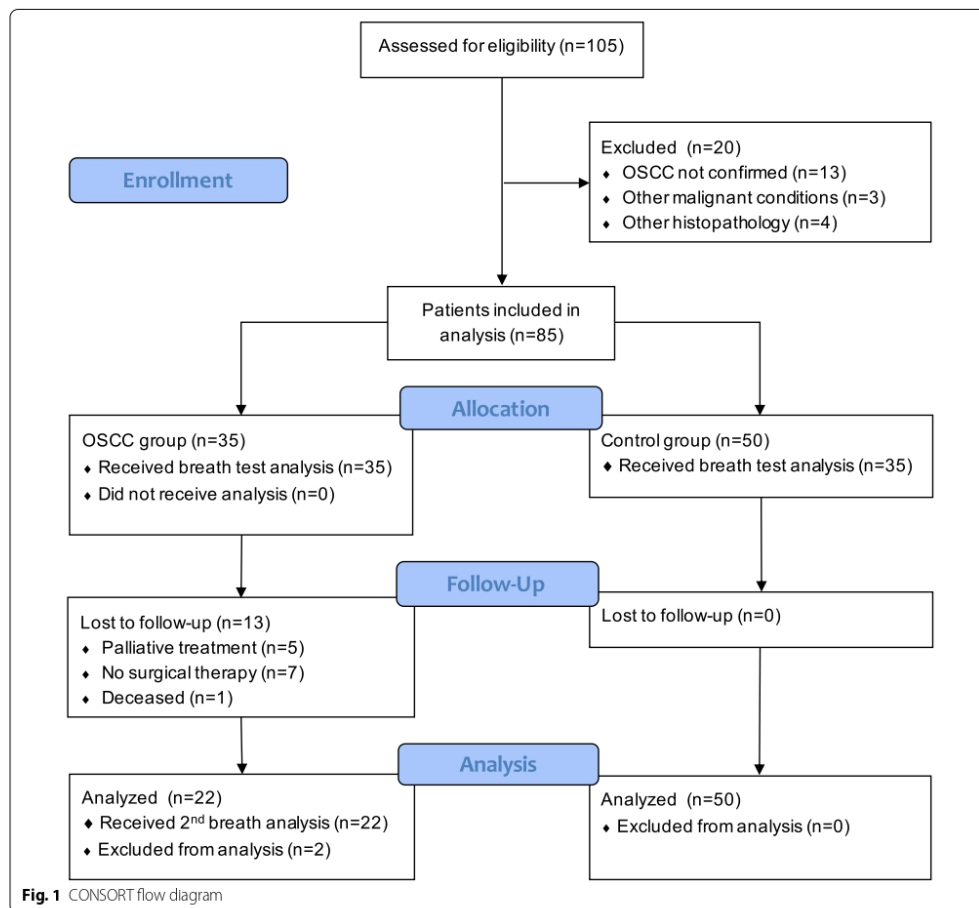 Assessed for eligibility (n=105)
Enrollment
Excluded (n=20)
♦ OSCC not confirmed (n=13)
♦ Other malignant conditions (n=3)
♦ Other histopathology (n=4)
Patients included in
analysis (n=85)
Allocation
OSCC group (n=35)
♦ Received breath test analysis (n=35)
♦ Did not receive analysis (n=0)
Control group (n=50)
♦ Received breath test analysis (n=35)
Follow-Up
Lost to follow-up (n=13)
♦ Palliative treatment (n=5)
♦ No surgical therapy (n=7)
♦ Deceased (n=1)
Lost to follow-up (n=0)
Analysis
Analyzed (n=22)
♦ Received 2nd breath analysis (n=22)
♦ Excluded from analysis (n=2)
Analyzed (n=50)
♦ Excluded from analysis (n=0)
Fig. 1 CONSORT flow diagram